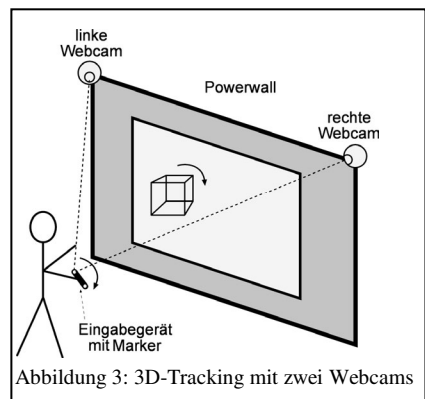 linke
Webcam
Powerwall
rechte
Webcam
Eingabegerät
mit Marker
Abbildung 3: 3D-Tracking mit zwei Webcams